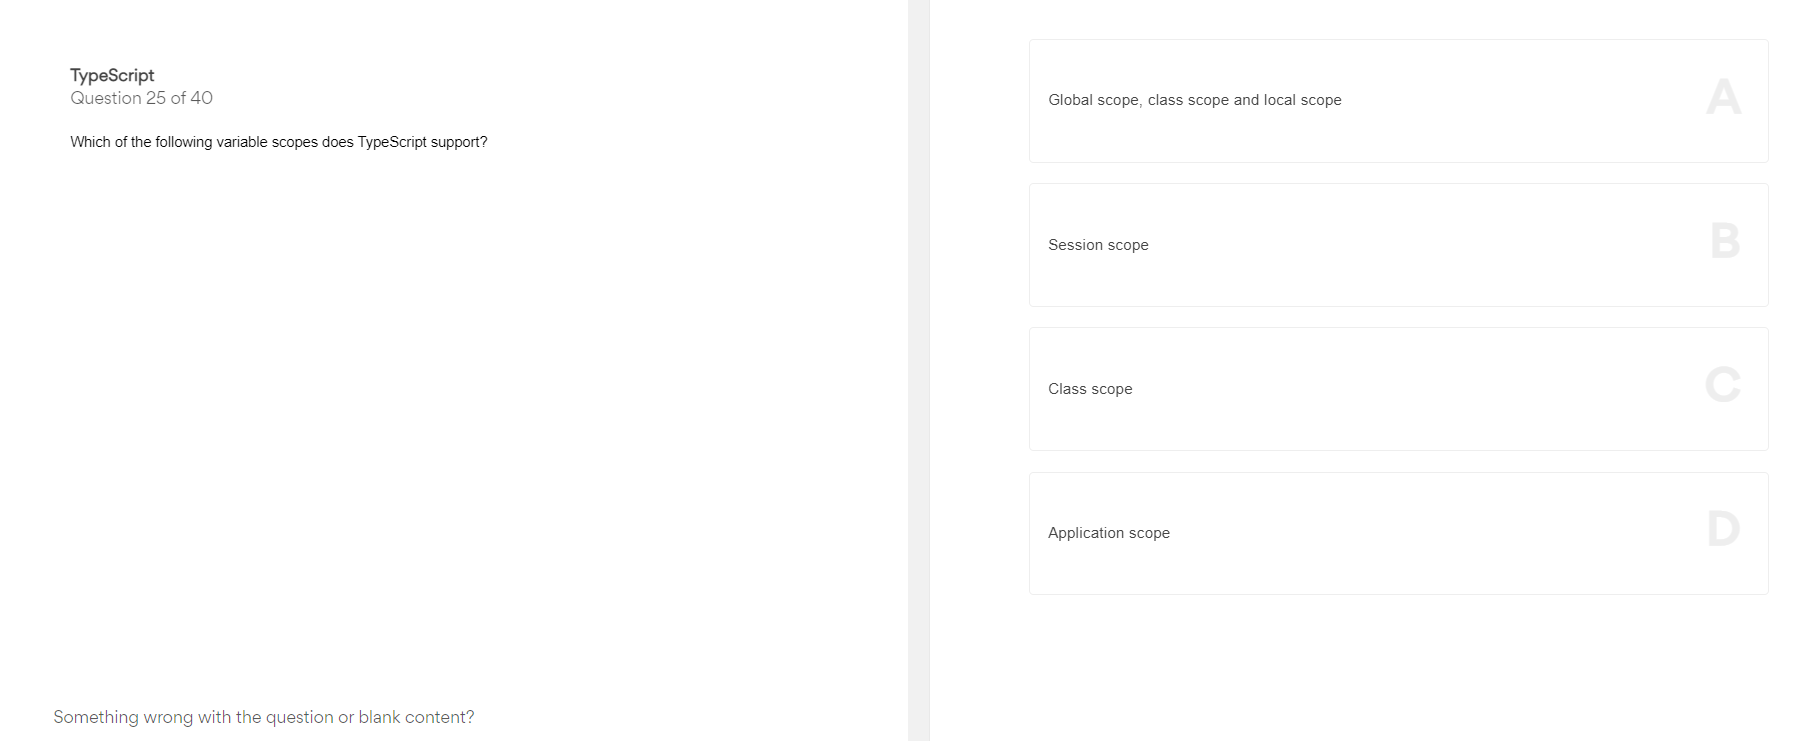 TypeScript
Question 25 of 40
Which of the following variable scopes does TypeScript support?
Something wrong with the question or blank content?
Global scope, class scope and local scope
A
Session scope
B
Class scope
C
Application scope
D